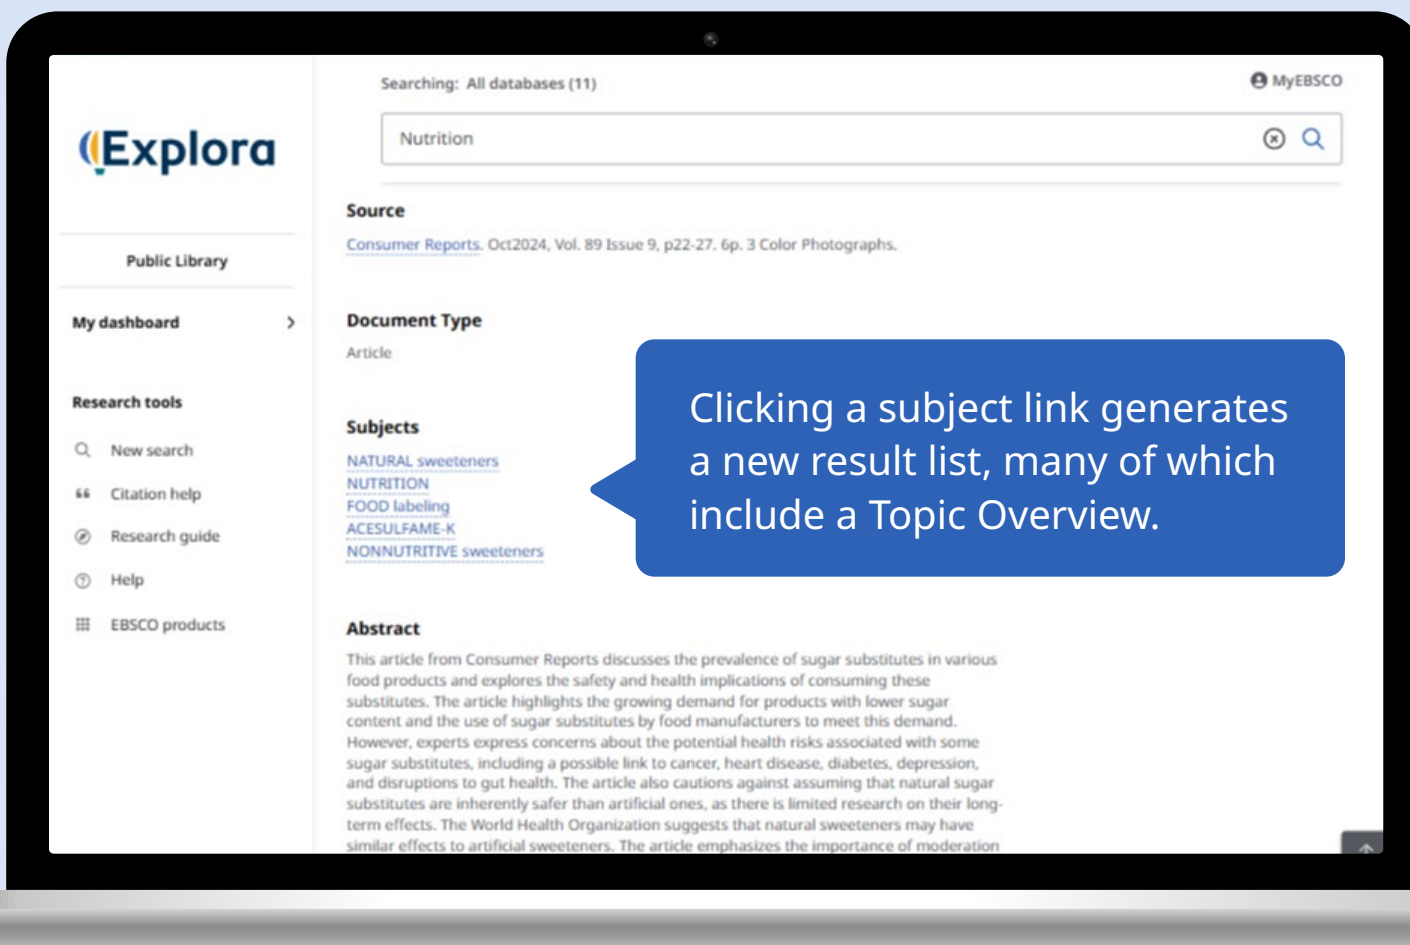 Searching: All databases (11)
MyEBSCO
Explora
Nutrition
Public Library
My dashboard
Research tools
New search
Citation help
Research guide
Help
EBSCO products
Source
Consumer Reports. Oct2024, Vol. 89 Issue 9, p22-27. 6p. 3 Color Photographs.
Document Type
Article
Subjects
NATURAL sweeteners
NUTRITION
FOOD labeling
ACESULFAME-K
NONNUTRITIVE sweeteners
Clicking a subject link generates
a new result list, many of which
include a Topic Overview.
Abstract
This article from Consumer Reports discusses the prevalence of sugar substitutes in various
food products and explores the safety and health implications of consuming these
substitutes. The article highlights the growing demand for products with lower sugar
content and the use of sugar substitutes by food manufacturers to meet this demand.
However, experts express concerns about the potential health risks associated with some
sugar substitutes, including a possible link to cancer, heart disease, diabetes, depression,
and disruptions to gut health. The article also cautions against assuming that natural sugar
substitutes are inherently safer than artificial ones, as there is limited research on their long-
term effects. The World Health Organization suggests that natural sweeteners may have
similar effects to artificial sweeteners. The article emphasizes the importance of moderation